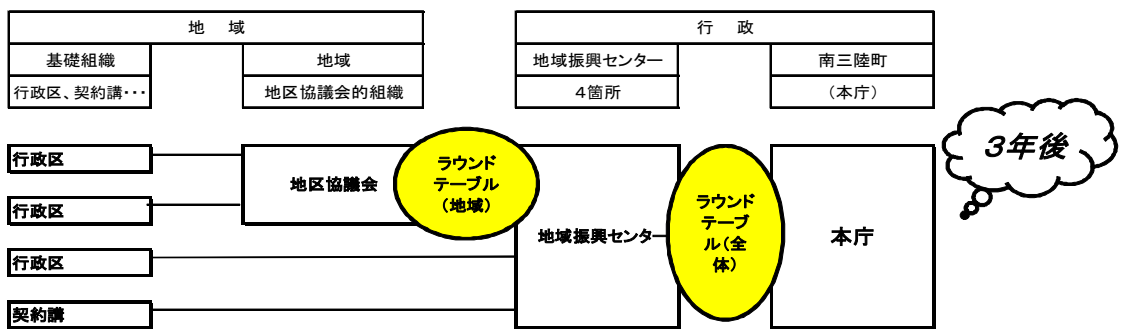 地　域
行　政
基礎組織
地域
地域振興センター
南三陸町
行政区、契約講･･･
地区協議会的組織
４箇所
（本庁）
３年後
行政区
行政区
行政区
契約講
地区協議会
ラウンド
テーブル
（地域）
地域振興センター
ラウンド
テーブ
ル（全
体）
本庁